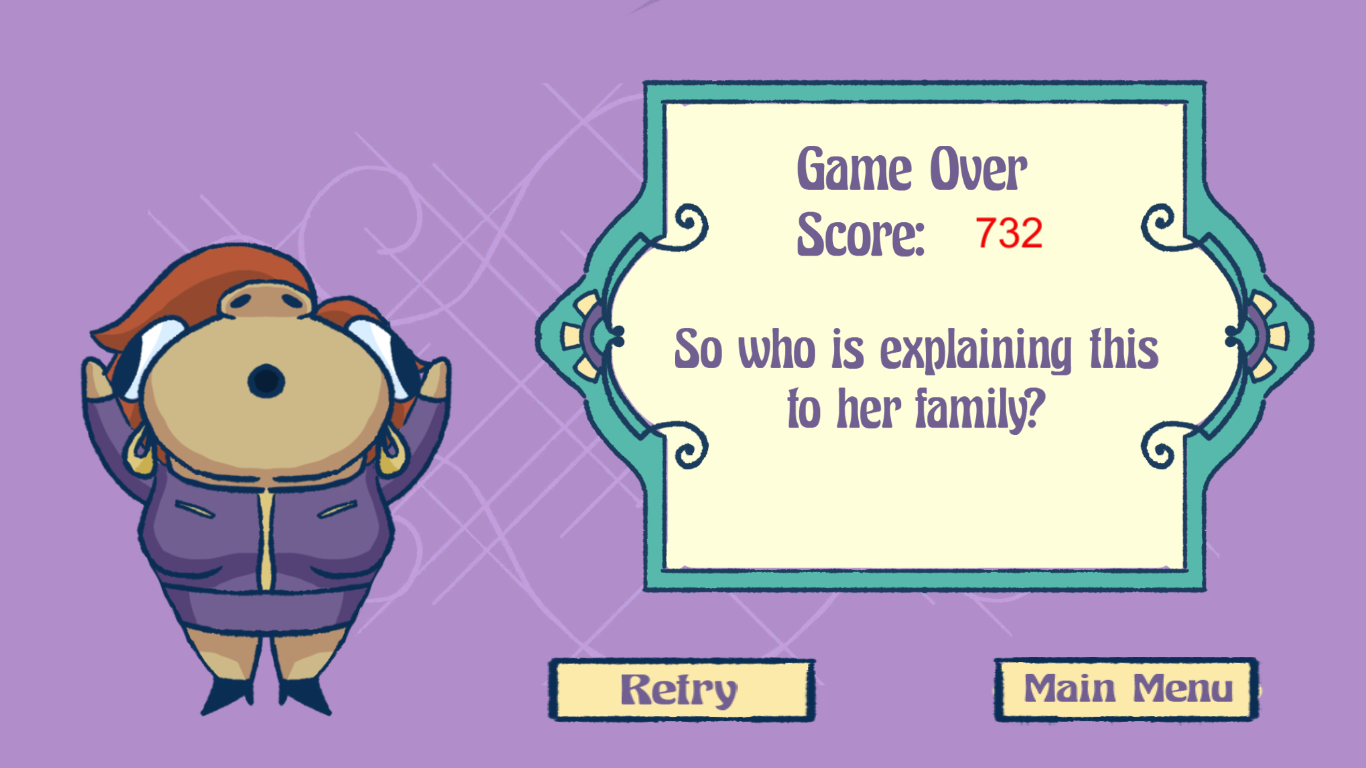 Game Over
Score: 732
So who is explaining this
to her family?
Retry
Main Menu